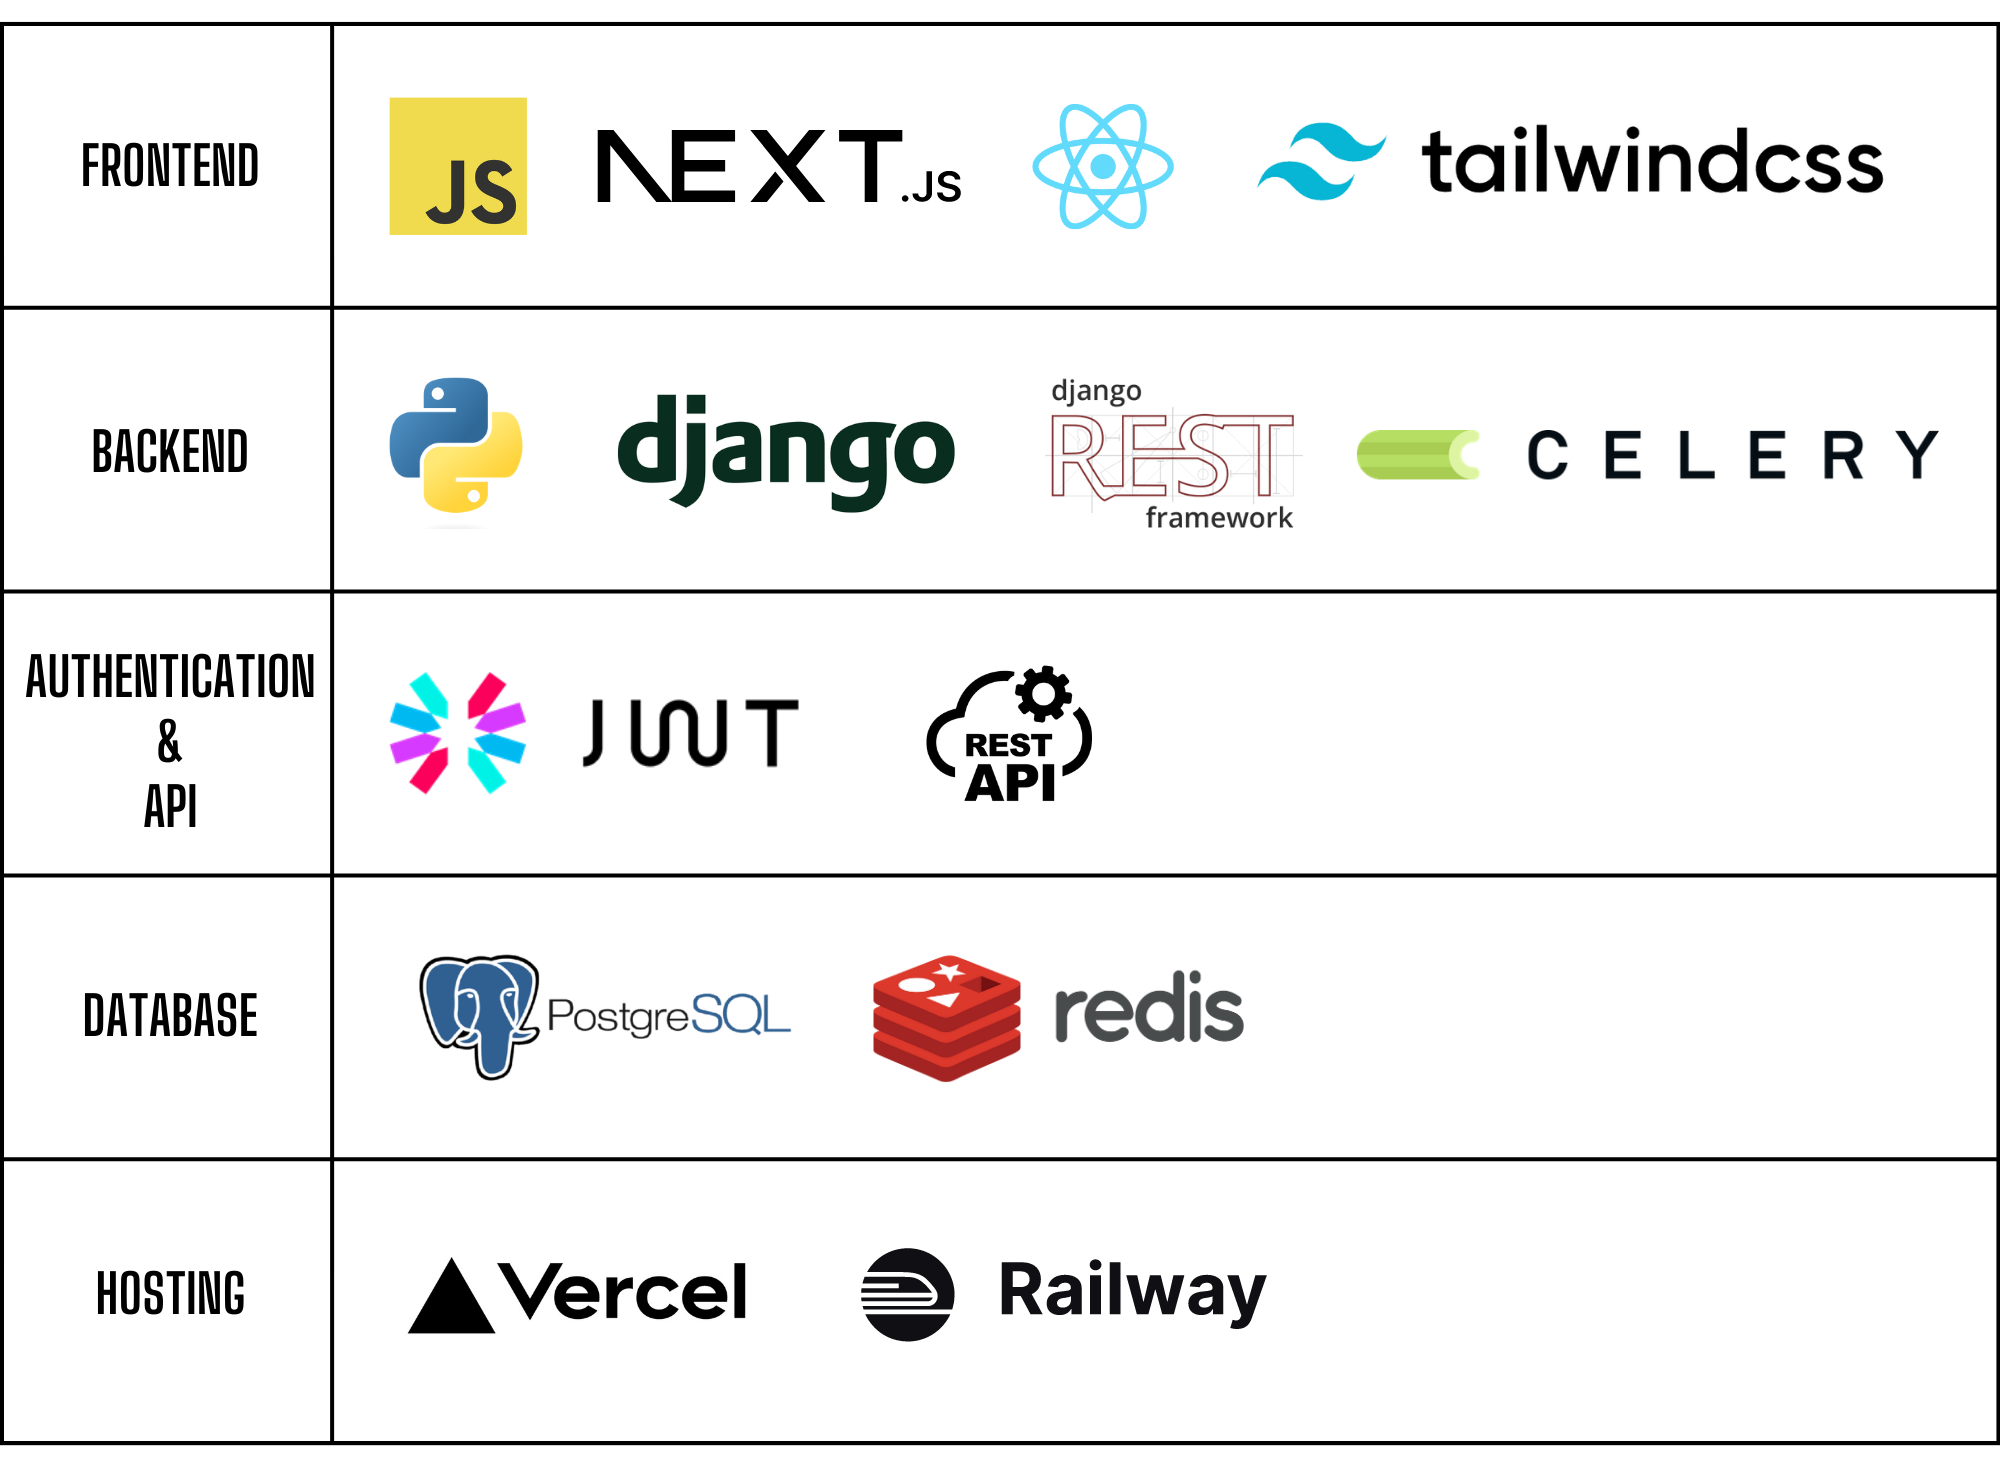 FRONTEND
JS
NEXT.JS
tailwindcss
BACKEND
django
django
REST
framework
CELERY
AUTHENTICATION
&
API
JWT
REST
API
DATABASE
PostgreSQL
redis
HOSTING
Vercel
Railway